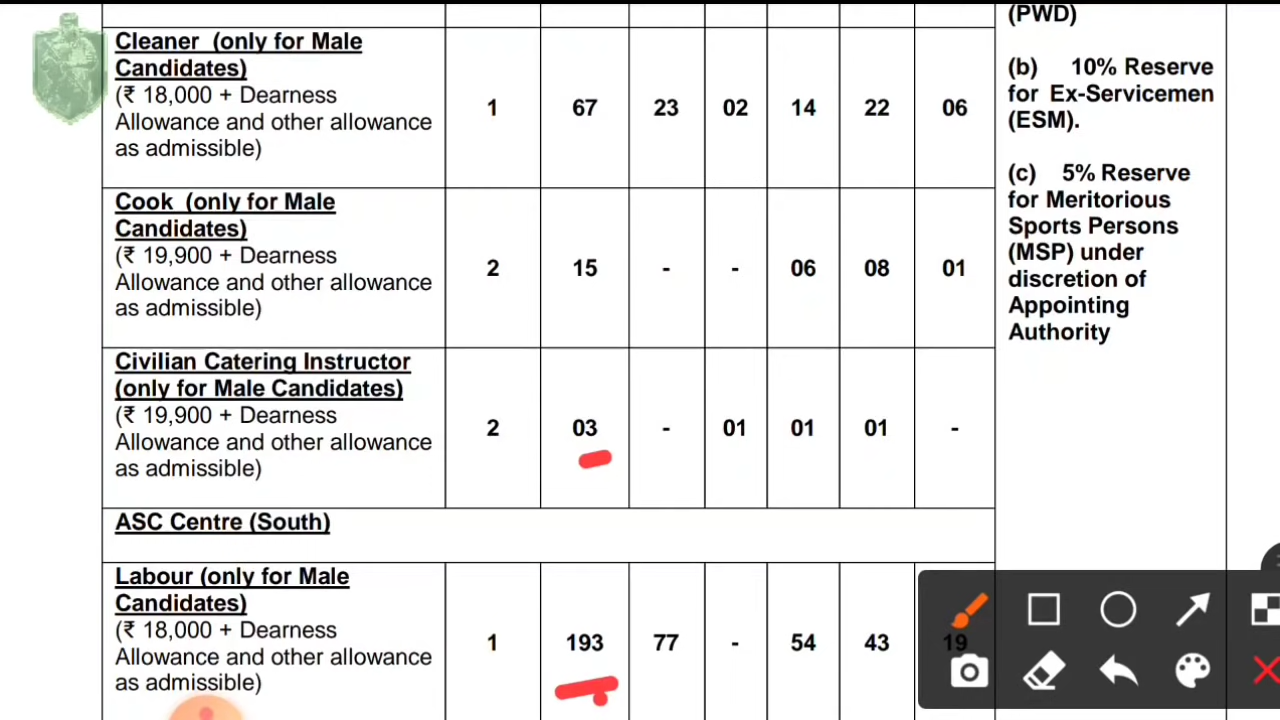 (PWD)
Cleaner (only for Male
Candidates)
(₹ 18,000 + Dearness
Allowance and other allowance
as admissible)
1 67 23 02 14 22 06
(b) 10% Reserve
for Ex-Servicemen
(ESM).
(c) 5% Reserve
for Meritorious
Sports Persons
(MSP) under
discretion of
Appointing
Authority
Cook (only for Male
Candidates)
(₹ 19,900 + Dearness
Allowance and other allowance
as admissible)
2 15 - - 06 08 01
Civilian Catering Instructor
(only for Male Candidates)
(₹ 19,900 + Dearness
Allowance and other allowance
as admissible)
2 03 - 01 01 01 -
ASC Centre (South)
Labour (only for Male
Candidates)
(₹ 18,000 + Dearness
Allowance and other allowance
as admissible)
1 193 77 - 54 43 19